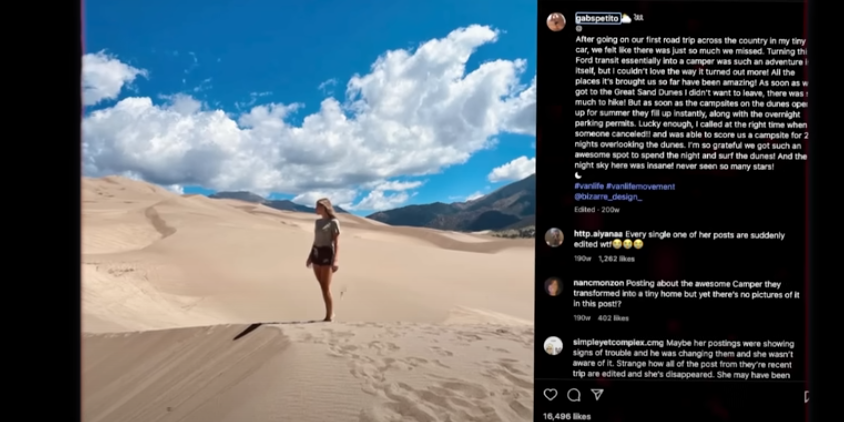 gabspetito
After going on our first road trip across the country in my tiny
car, we felt like there was just so much we missed. Turning thi
Ford transit essentially into a camper was such an adventure i
itself, but I couldn't love the way it turned out more! All the
places it's brought us so far have been amazing! As soon as w
got to the Great Sand Dunes I didn't want to leave, there was
much to hike! But as soon as the campsites on the dunes ope
up for summer they fill up instantly, along with the overnight
parking permits. Lucky enough, I called at the right time when
someone canceled!! and was able to score us a campsite for 2
nights overlooking the dunes. I'm so grateful we got such an
awesome spot to spend the night and surf the dunes! And the
night sky here was insane! never seen so many stars!
#vanlife #vanlifemovement
@bizarre_design_
Edited · 200w
http.aiyanaa Every single one of her posts are suddenly
edited wtf😭😭😭
190w 1,262 likes
nancmonzon Posting about the awesome Camper they
transformed into a tiny home but yet there's no pictures of it
in this post!?
190w 402 likes
simpleyetcomplex.cmg Maybe her postings were showing
signs of trouble and he was changing them and she wasn't
aware of it. Strange how all of the post from they're recent
trip are edited and she's disappeared. She may have been
16,496 likes